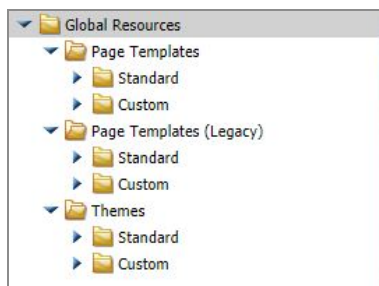 Global Resources
Page Templates
Standard
Custom
Page Templates (Legacy)
Standard
Custom
Themes
Standard
Custom